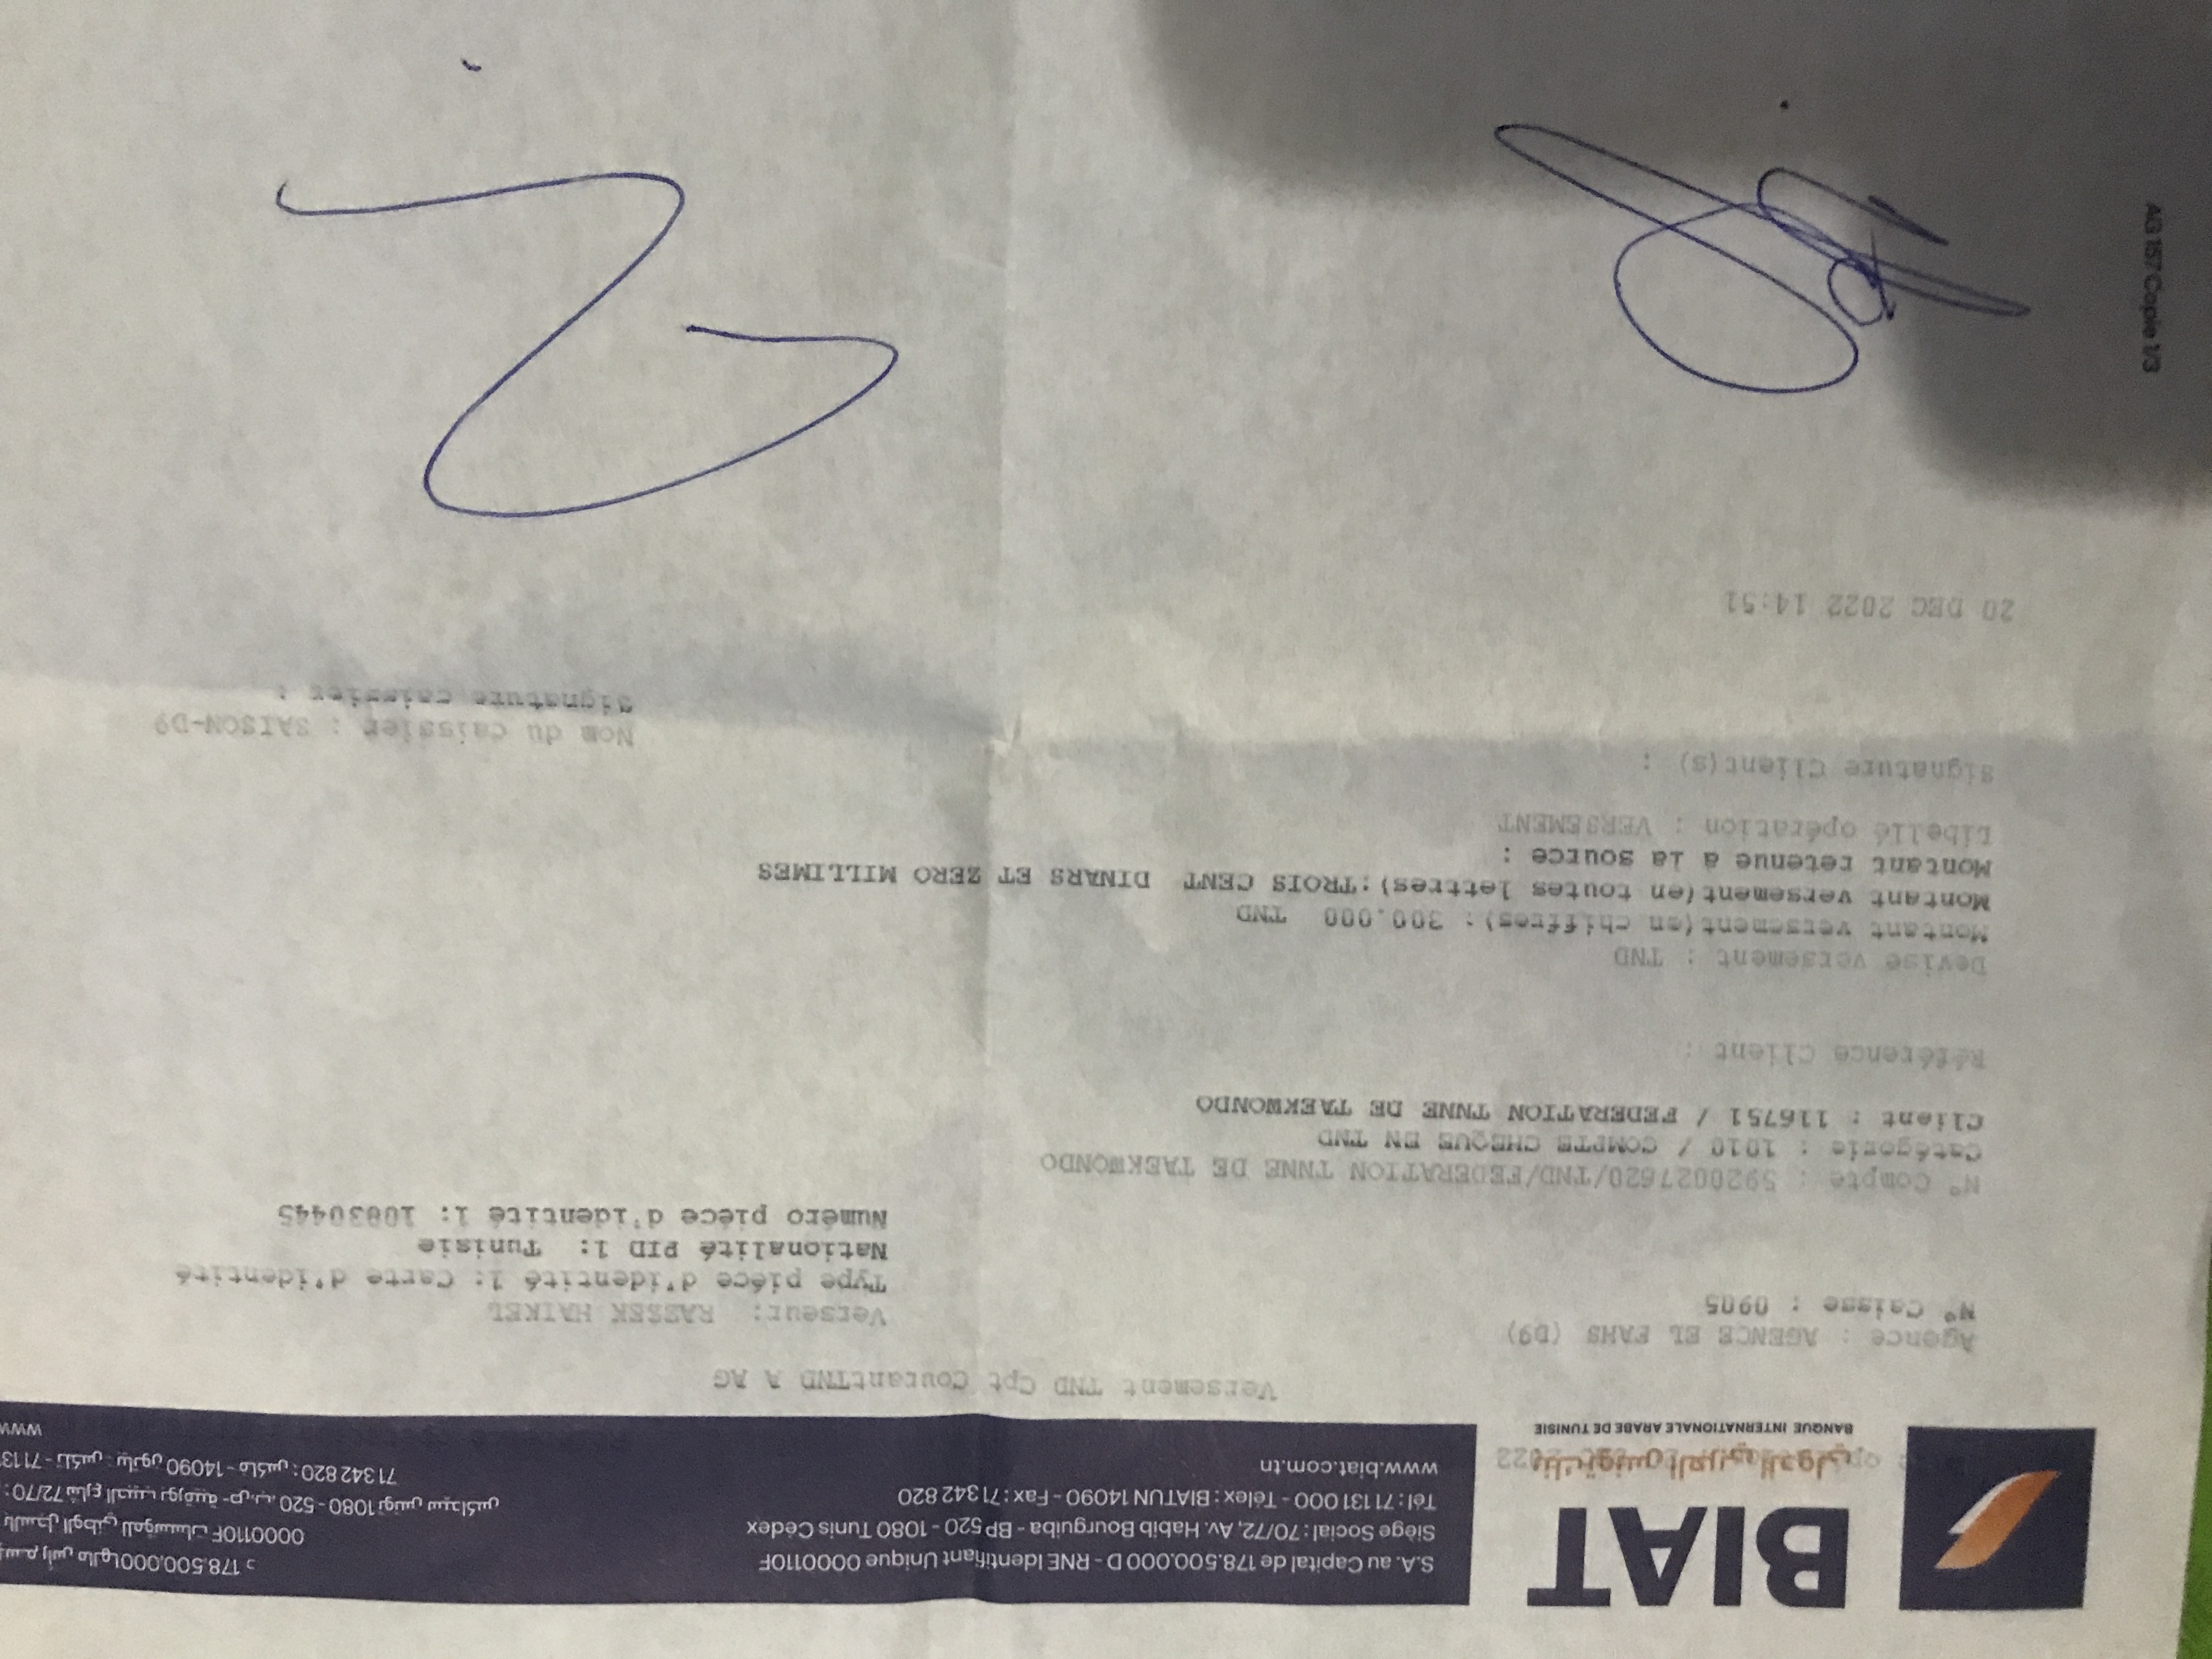 BIAT
BANQUE INTERNATIONALE ARABE DE TUNISIE
S.A. au Capital de 178.500.000 D - RNE Identifiant Unique 0000110F
Siège Social : 70/72, Av. Habib Bourguiba - BP 520 - 1080 Tunis Cédex
Tél : 71 131 000 - Télex : BIATUN 14090 - Fax : 71 342 820
www.biat.com.tn
Versement TND Cpt CourantTND A AG
Agence : AGENCE EL FAHS (D9)
N° Caisse : 0905
Verseur: RASSEK HAIKEL
Type pièce d'identité 1: Carte d'identité
Nationalité PID 1: Tunisie
Numéro pièce d'identité 1: 10830445
N° Compte : 5920027620/TND/FEDERATION TNNE DE TAEKWONDO
Catégorie : 1010 / COMPTE CHEQUE EN TND
Client : 116751 / FEDERATION TNNE DE TAEKWONDO
Référence Client :
Devise versement : TND
Montant versement(en chiffres): 300.000 TND
Montant versement(en toutes lettres):TROIS CENT DINARS ET ZERO MILLIMES
Montant retenue à la source :
Libellé opération : VERSEMENT
Signature Client(s) :
Nom du caissier : SAISON-D9
Signature caissier :
20 DEC 2022 14:51
AG 157 Copie 1/3